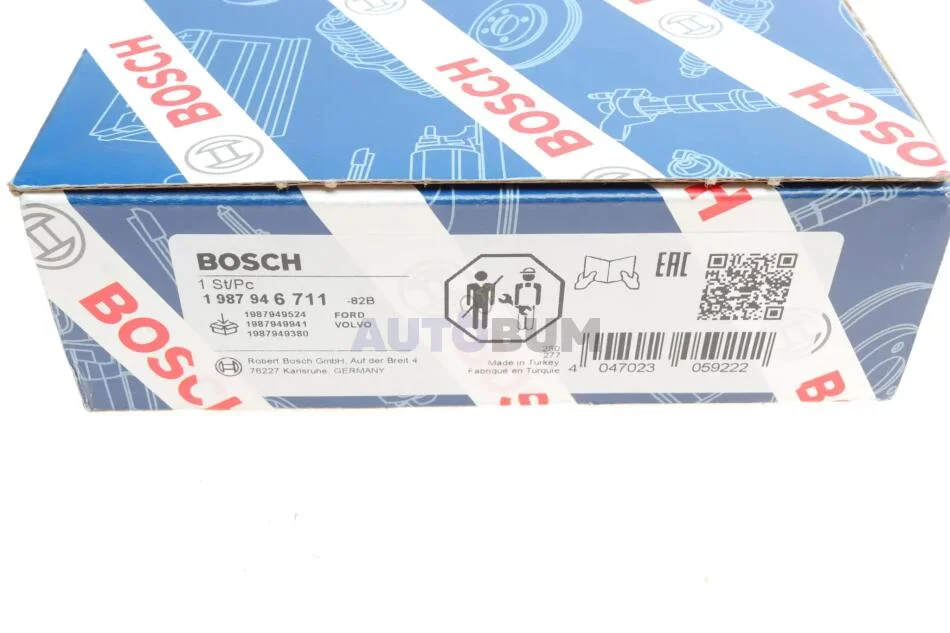 BOSCH
BOSCH
BOSCH
BOSCH
1 St/Pc
1 987 94 6 711 -82B
1987949524 FORD
1987949941 VOLVO
1987949380
Robert Bosch GmbH, Auf der Breit 4
76227 Karlsruhe, GERMANY
EAC
280
277
Made in Turkey
Fabriqué en Turquie
4 047023 059222
AUTOBUM
BOSCH